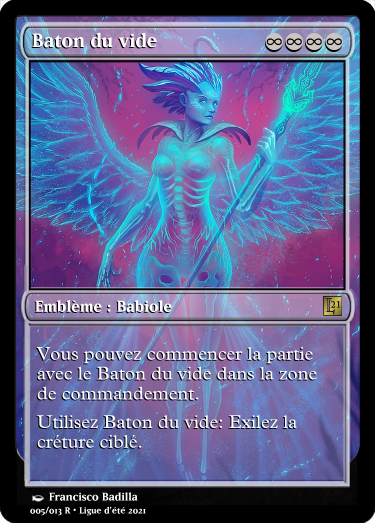 Baton du vide
Emblème : Babiole
L21
Vous pouvez commencer la partie
avec le Baton du vide dans la zone
de commandement.
Utilisez Baton du vide: Exilez la
créture ciblé.
Francisco Badilla
005/013 R • Ligue d'été 2021